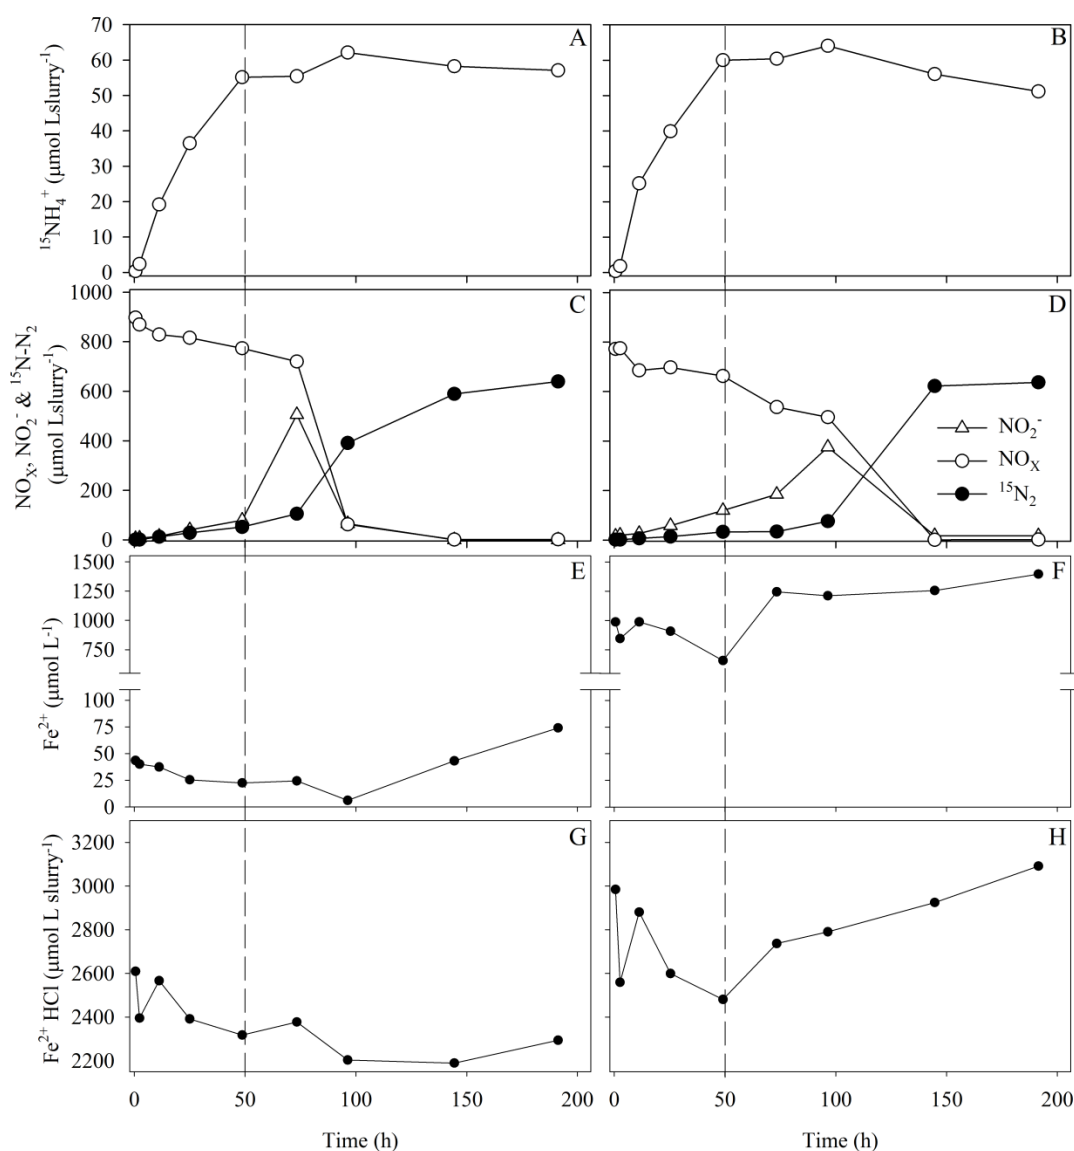 70
60
50
40
30
20
10
0
¹⁵NH₄⁺ (µmol Lslurry⁻¹)
A
B
1000
800
600
400
200
0
NOₓ, NO₂⁻ & ¹⁵N-N₂
(µmol Lslurry⁻¹)
C
D
NO₂⁻
NOₓ
¹⁵N₂
1500
1250
1000
750
100
75
50
25
0
Fe²⁺ (µmol L⁻¹)
E
F
3200
3000
2800
2600
2400
2200
Fe²⁺ HCl (µmol L slurry⁻¹)
G
H
0 50 100 150 200
0 50 100 150 200
Time (h)
Time (h)